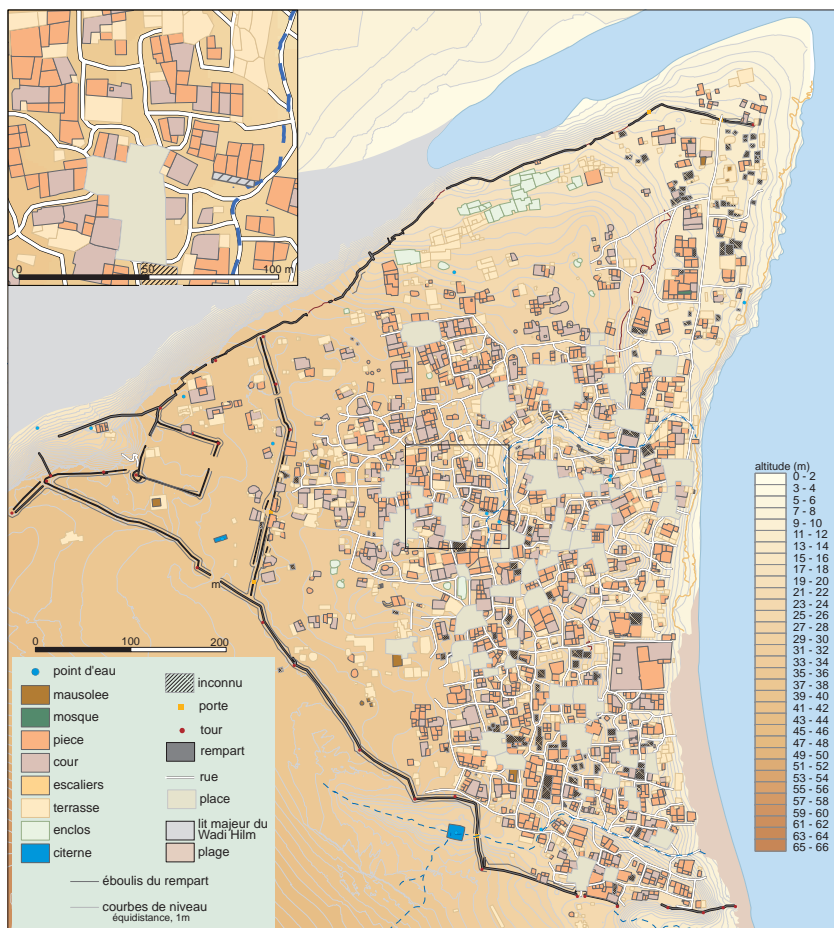 0
50
100 m
altitude (m)
0 - 2
3 - 4
5 - 6
7 - 8
9 - 10
11 - 12
13 - 14
15 - 16
17 - 18
19 - 20
21 - 22
23 - 24
25 - 26
27 - 28
29 - 30
31 - 32
33 - 34
35 - 36
37 - 38
39 - 40
41 - 42
43 - 44
45 - 46
47 - 48
49 - 50
51 - 52
53 - 54
55 - 56
57 - 58
59 - 60
61 - 62
63 - 64
65 - 66
m
0
100
200
point d'eau
mausolee
mosque
piece
cour
escaliers
terrasse
enclos
citerne
inconnu
porte
tour
rempart
rue
place
lit majeur du
Wadi Hilm
plage
éboulis du rempart
courbes de niveau
équidistance, 1m